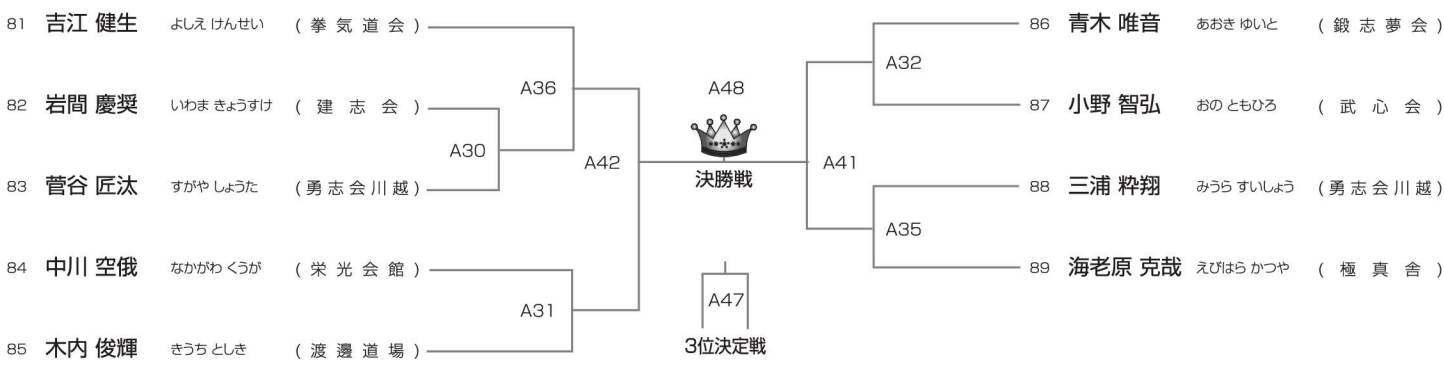 81 吉江 健生 よしえ けんせい (拳気道会)
82 岩間 慶奨 いわま きょうすけ (建志会)
83 菅谷 匠汰 すがや しょうた (勇志会川越)
84 中川 空俄 なかがわ くうが (栄光会館)
85 木内 俊輝 きうち としき (渡邊道場)
A36
A30
A42
A31
A48
決勝戦
A47
3位決定戦
A32
A41
A35
86 青木 唯音 あおき ゆいと (鍛志夢会)
87 小野 智弘 おの ともひろ (武心会)
88 三浦 粋翔 みうら すいしょう (勇志会川越)
89 海老原 克哉 えびはら かつや (極真舎)